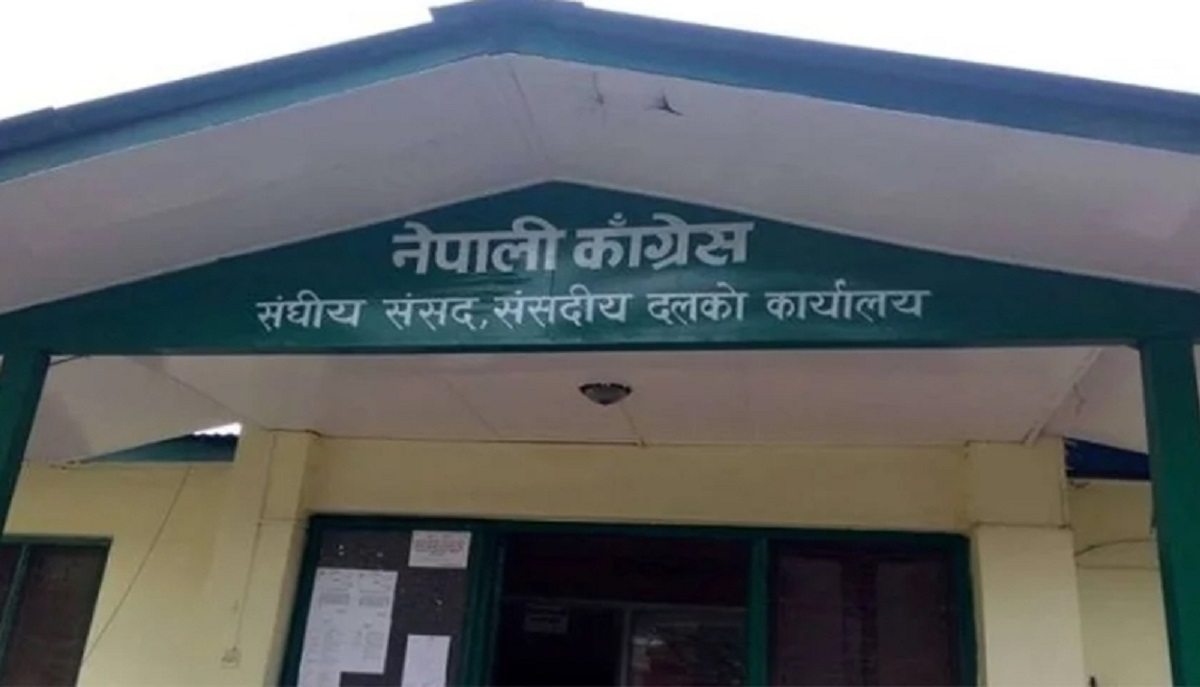 नेपाली काँग्रेस
संघीय संसद, संसदीय दलको कार्यालय